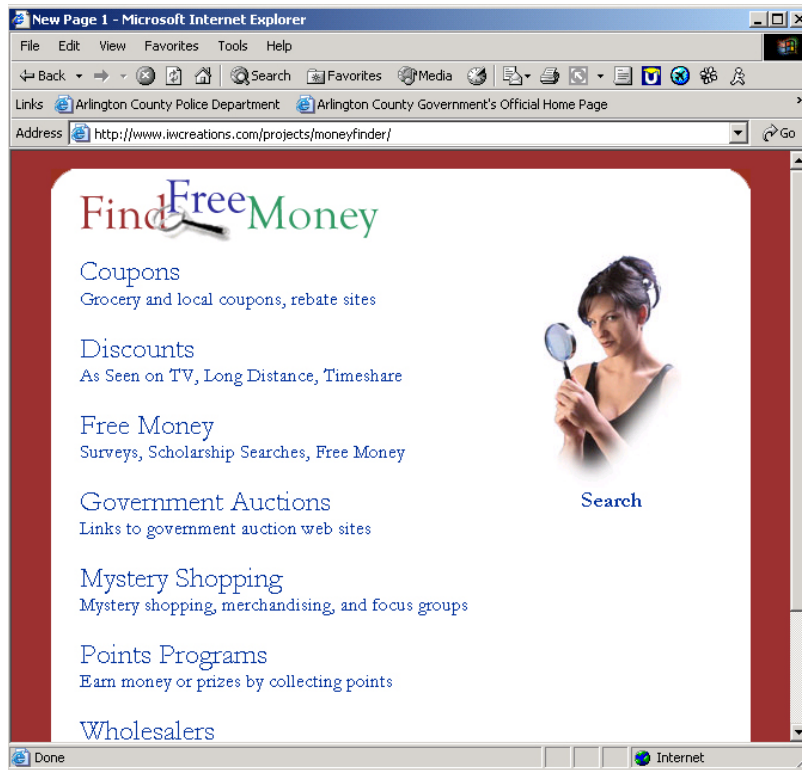 New Page 1 - Microsoft Internet Explorer
File Edit View Favorites Tools Help
Back Search Favorites Media
Links Arlington County Police Department Arlington County Government's Official Home Page
Address http://www.iwcreations.com/projects/moneyfinder/ Go
FindFreeMoney
Coupons
Grocery and local coupons, rebate sites
Discounts
As Seen on TV, Long Distance, Timeshare
Free Money
Surveys, Scholarship Searches, Free Money
Government Auctions
Links to government auction web sites
Search
Mystery Shopping
Mystery shopping, merchandising, and focus groups
Points Programs
Earn money or prizes by collecting points
Wholesalers
Done Internet